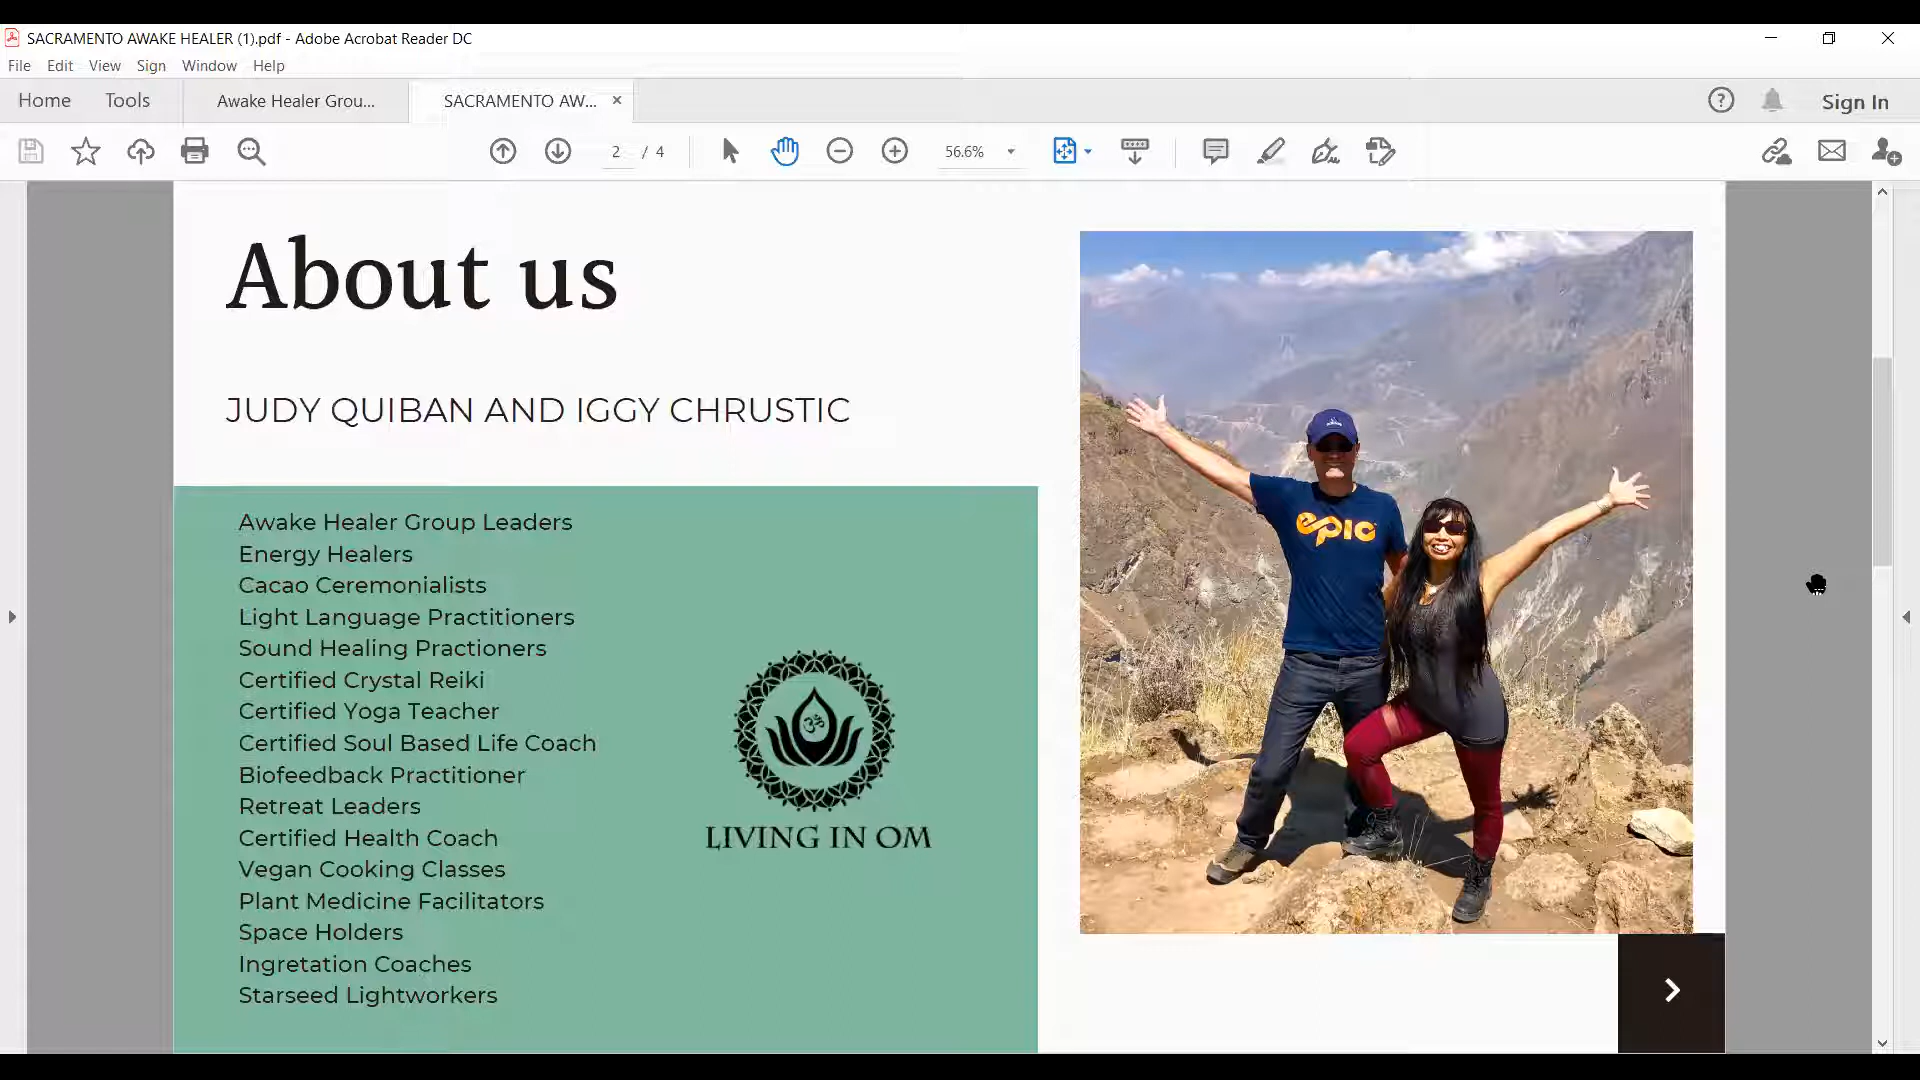 SACRAMENTO AWAKE HEALER (1).pdf - Adobe Acrobat Reader DC
File Edit View Sign Window Help
Home Tools Awake Healer Grou... SACRAMENTO AW... Sign In
2 / 4 56.6%
About us
JUDY QUIBAN AND IGGY CHRUSTIC
Awake Healer Group Leaders
Energy Healers
Cacao Ceremonialists
Light Language Practitioners
Sound Healing Practioners
Certified Crystal Reiki
Certified Yoga Teacher
Certified Soul Based Life Coach
Biofeedback Practitioner
Retreat Leaders
Certified Health Coach
Vegan Cooking Classes
Plant Medicine Facilitators
Space Holders
Ingretation Coaches
Starseed Lightworkers
ॐ
LIVING IN OM
epic